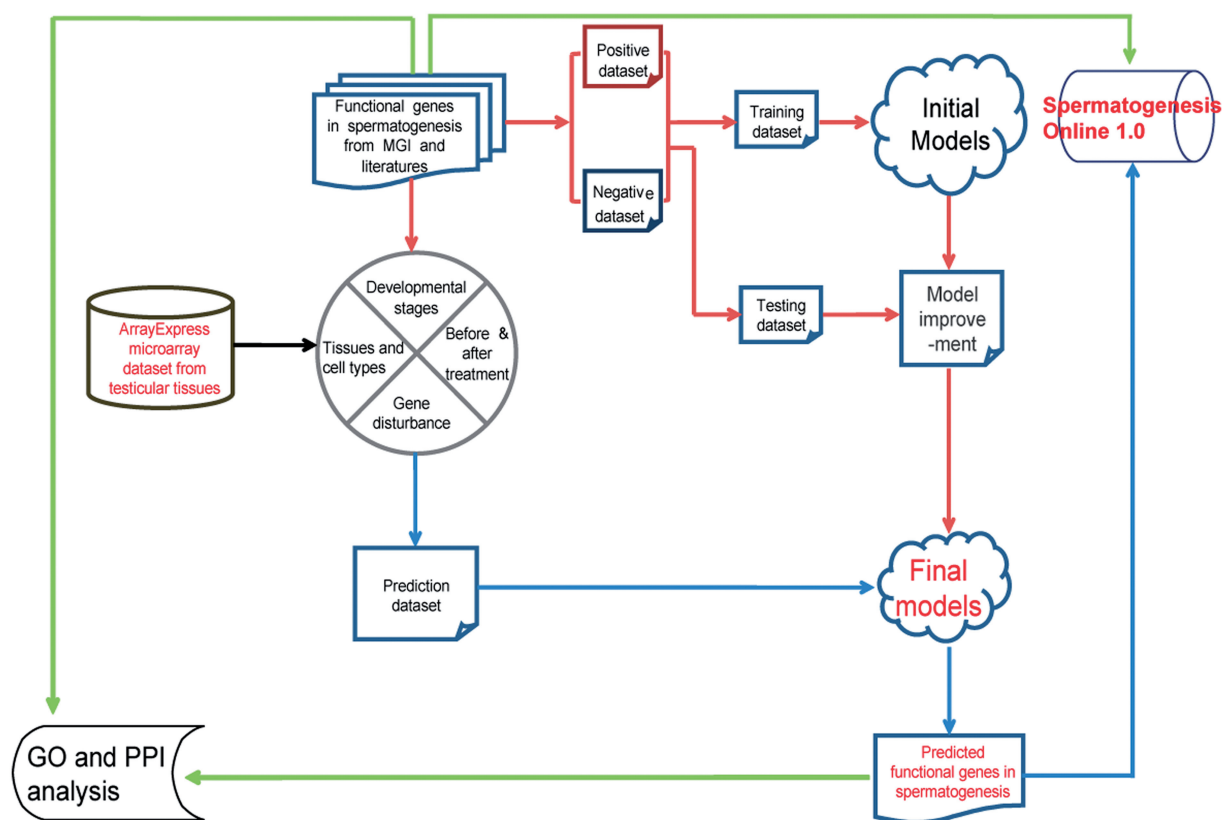 Positive
dataset
Functional genes
in spermatogenesis
from MGI and
literatures
Training
dataset
Initial
Models
Spermatogenesis
Online 1.0
Negative
dataset
Developmental
stages
Tissues and
cell types
Before &
after
treatment
Gene
disturbance
ArrayExpress
microarray
dataset from
testicular tissues
Testing
dataset
Model
improve
-ment
Prediction
dataset
Final
models
GO and PPI
analysis
Predicted
functional genes in
spermatogenesis